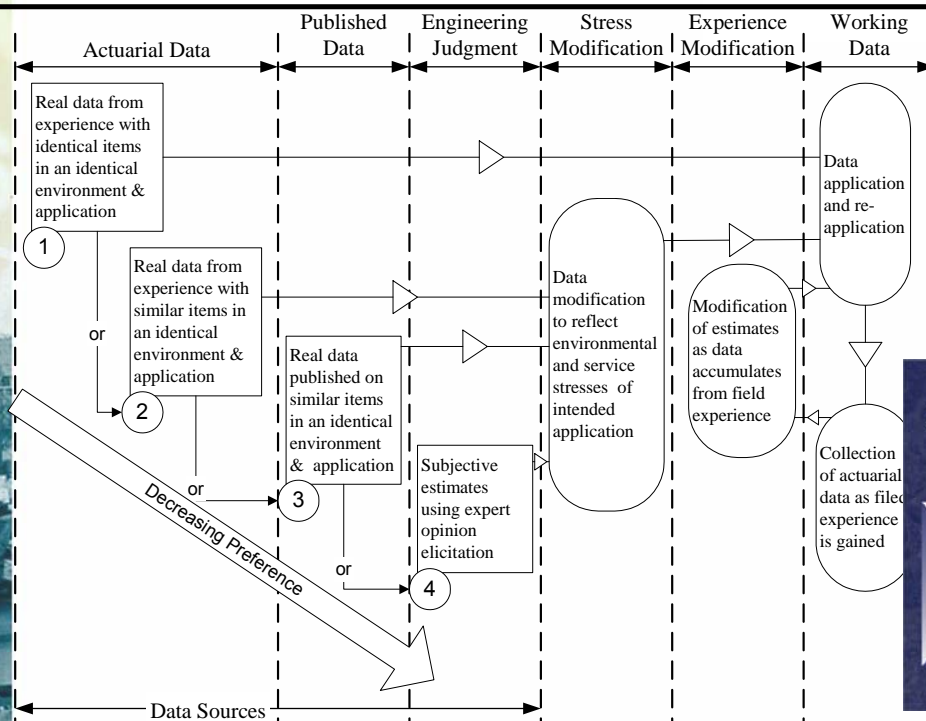 Actuarial Data
Published
Data
Engineering
Judgment
Stress
Modification
Experience
Modification
Working
Data
Real data from
experience with
identical items
in an identical
environment &
application
1
or
Real data from
experience with
similar items in
an identical
environment &
application
2
or
Real data
published on
similar items
in an identical
environment
& application
3
or
Subjective
estimates
using expert
opinion
elicitation
4
Data
modification
to reflect
environmental
and service
stresses of
intended
application
Modification
of estimates
as data
accumulates
from field
experience
Data
application
and re-
application
Collection
of actuarial
data as filed
experience
is gained
Decreasing Preference
Data Sources